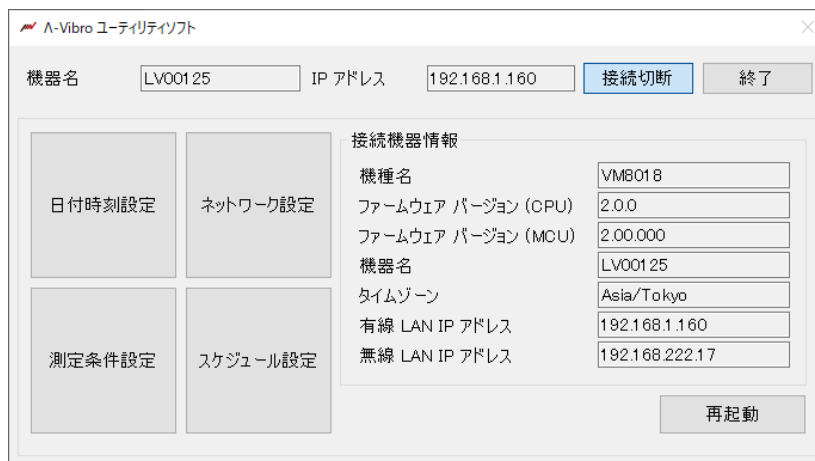 Λ-Vibro ユーティリティソフト
機器名 LV00125 IP アドレス 192.168.1.160 接続切断 終了
日付時刻設定
ネットワーク設定
測定条件設定
スケジュール設定
接続機器情報
機種名 VM8018
ファームウェア バージョン (CPU) 2.0.0
ファームウェア バージョン (MCU) 2.00.000
機器名 LV00125
タイムゾーン Asia/Tokyo
有線 LAN IP アドレス 192.168.1.160
無線 LAN IP アドレス 192.168.222.17
再起動